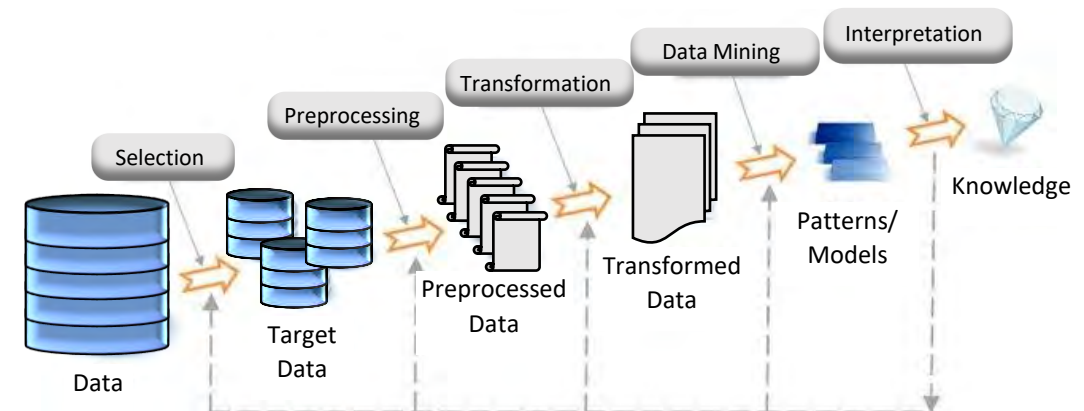 Interpretation
Data Mining
Transformation
Preprocessing
Selection
Knowledge
Patterns/
Models
Transformed
Data
Preprocessed
Data
Target
Data
Data